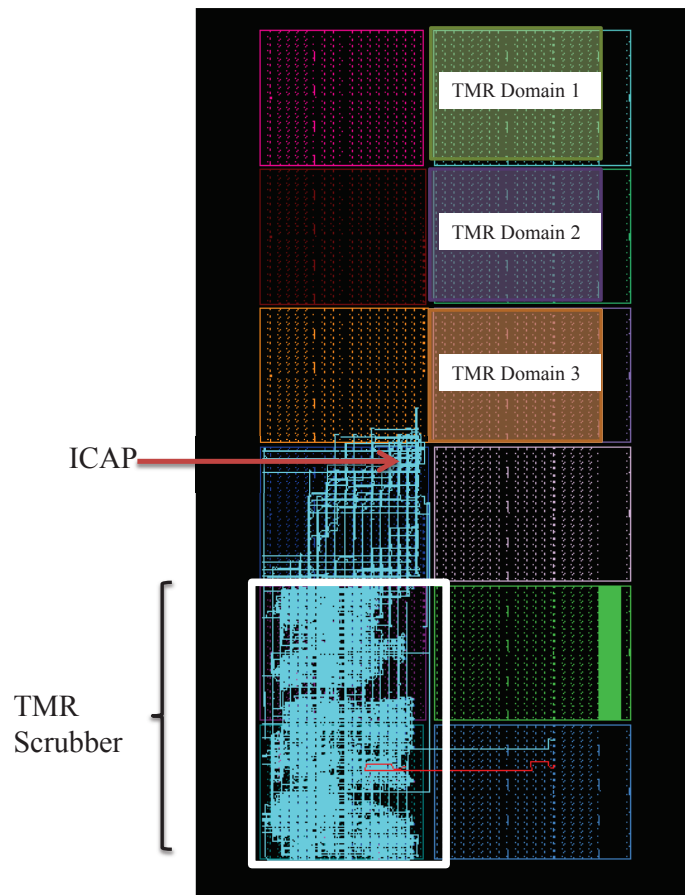 TMR Domain 1
TMR Domain 2
TMR Domain 3
ICAP
TMR
Scrubber